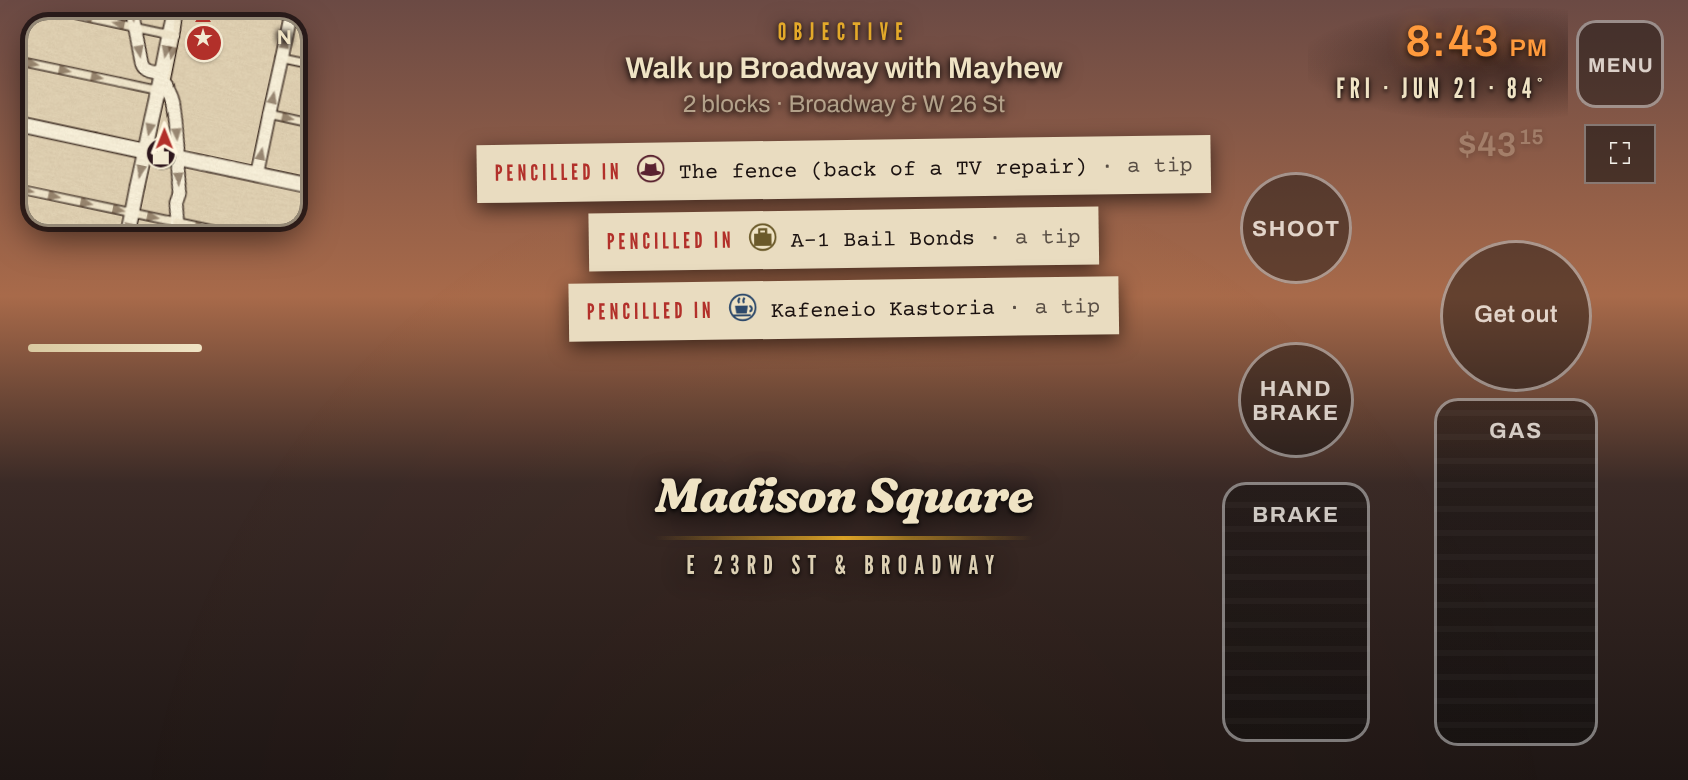 N
OBJECTIVE
Walk up Broadway with Mayhew
2 blocks · Broadway & W 26 St
8:43 PM
FRI · JUN 21 · 84°
$43 15
MENU
PENCILLED IN The fence (back of a TV repair) · a tip
PENCILLED IN A-1 Bail Bonds · a tip
PENCILLED IN Kafeneio Kastoria · a tip
SHOOT
Get out
HAND
BRAKE
GAS
BRAKE
Madison Square
E 23RD ST & BROADWAY